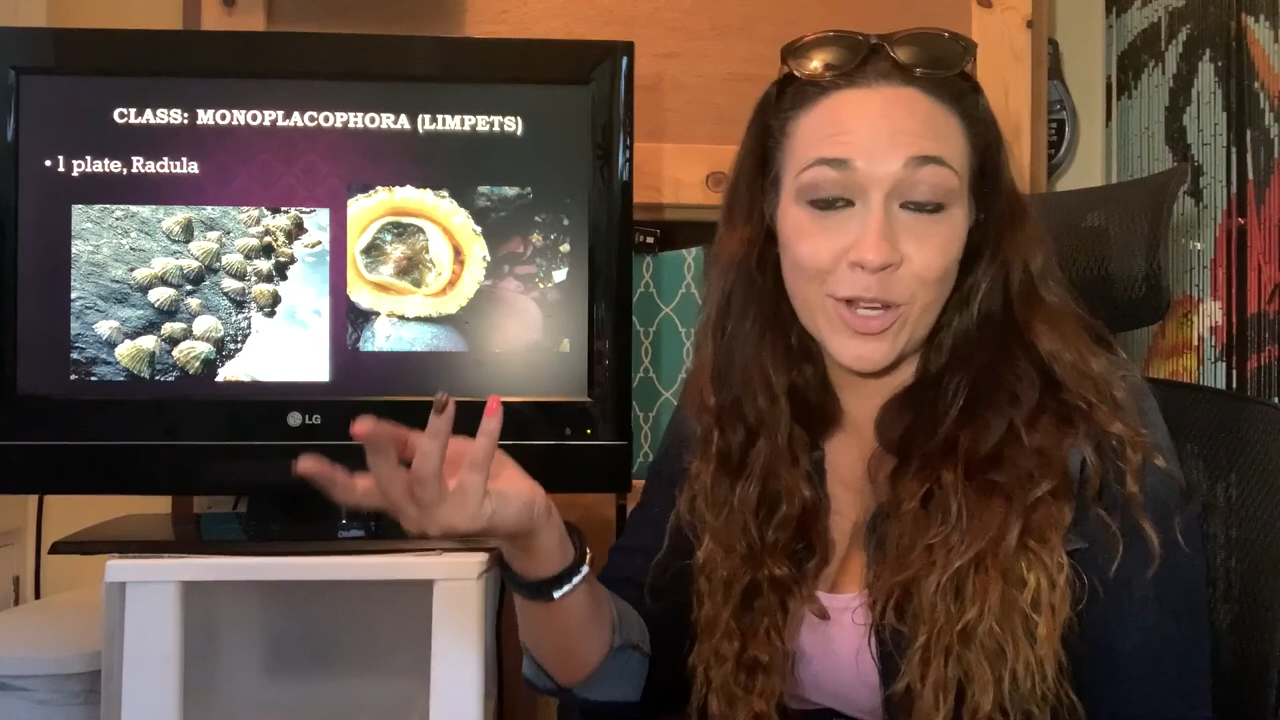 CLASS: MONOPLACOPHORA (LIMPETS)
• 1 plate, Radula
LG